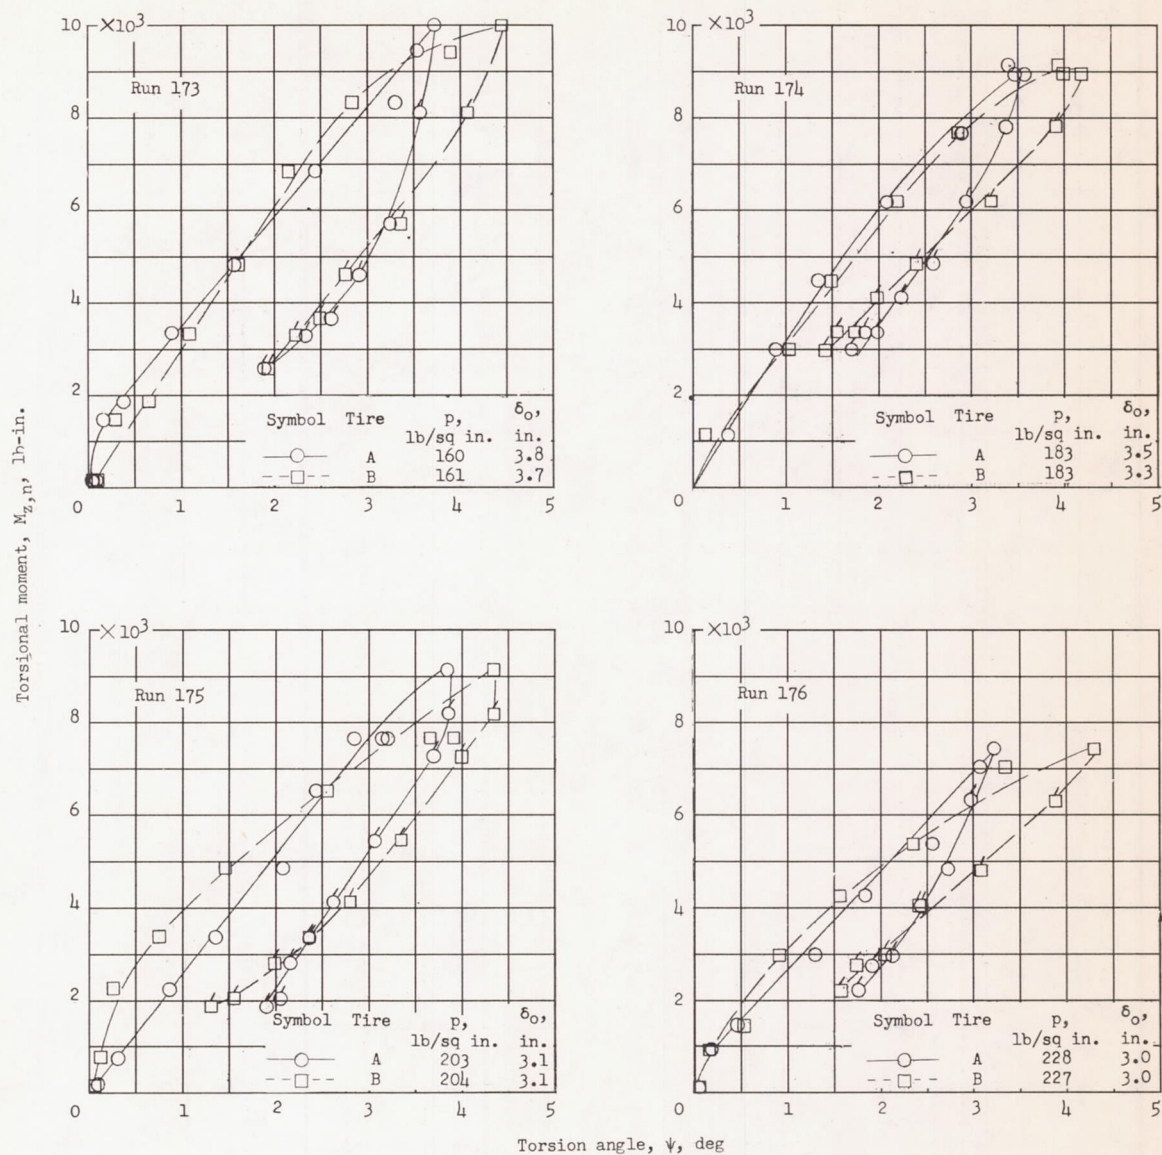 10 ×10³
Run 173
8
6
4
2
0 1 2 3 4 5
Symbol Tire p, δ₀,
lb/sq in. in.
A 160 3.8
B 161 3.7
10 ×10³
Run 174
8
6
4
2
0 1 2 3 4 5
Symbol Tire p, δ₀,
lb/sq in. in.
A 183 3.5
B 183 3.3
Torsional moment, M_z,n, lb-in.
10 ×10³
Run 175
8
6
4
2
0 1 2 3 4 5
Symbol Tire p, δ₀,
lb/sq in. in.
A 203 3.1
B 204 3.1
10 ×10³
Run 176
8
6
4
2
0 1 2 3 4 5
Symbol Tire p, δ₀,
lb/sq in. in.
A 228 3.0
B 227 3.0
Torsion angle, ψ, deg